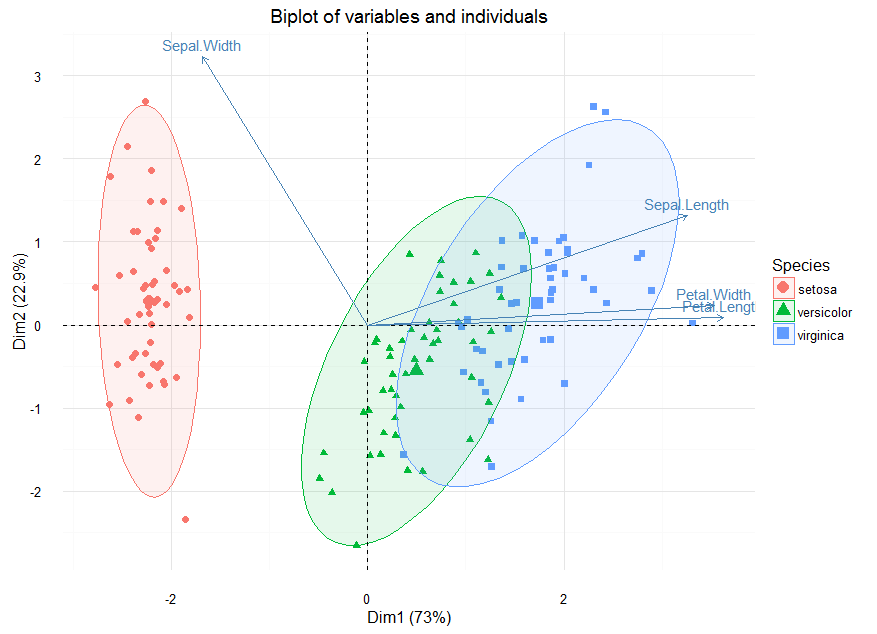 Biplot of variables and individuals
Sepal.Width
Sepal.Length
Petal.Width
Petal.Lengt
Dim2 (22.9%)
3
2
1
0
-1
-2
-2
0
2
Dim1 (73%)
Species
setosa
versicolor
virginica